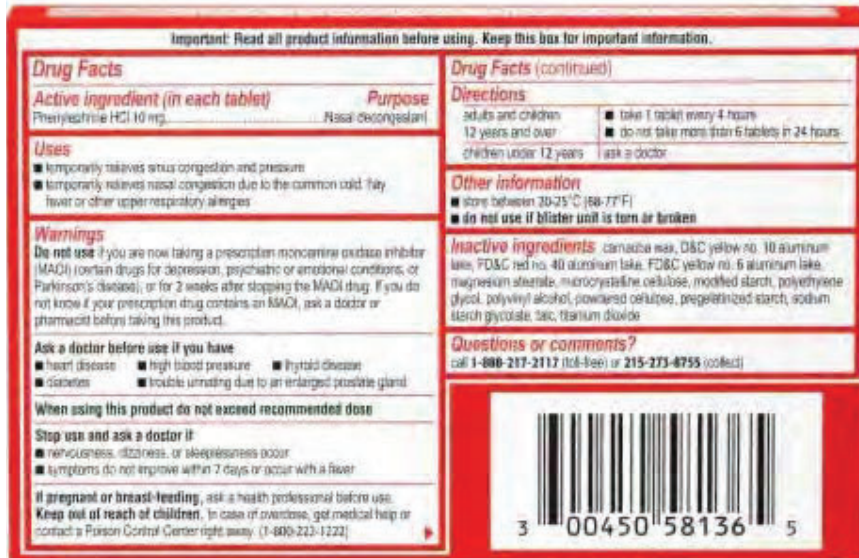 Important: Read all product information before using. Keep this box for important information.
Drug Facts
Active ingredient (in each tablet) Purpose
Phenylephrine HCl 10 mg Nasal decongestant
Uses
■ temporarily relieves sinus congestion and pressure
■ temporarily relieves nasal congestion due to the common cold, hay
fever or other upper respiratory allergies
Warnings
Do not use if you are now taking a prescription monoamine oxidase inhibitor
(MAOI) (certain drugs for depression, psychiatric or emotional conditions, or
Parkinson's disease), or for 2 weeks after stopping the MAOI drug. If you do
not know if your prescription drug contains an MAOI, ask a doctor or
pharmacist before taking this product.
Ask a doctor before use if you have
■ heart disease ■ high blood pressure ■ thyroid disease
■ diabetes ■ trouble urinating due to an enlarged prostate gland
When using this product do not exceed recommended dose
Stop use and ask a doctor if
■ nervousness, dizziness, or sleeplessness occur
■ symptoms do not improve within 7 days or occur with a fever
If pregnant or breast-feeding, ask a health professional before use.
Keep out of reach of children. In case of overdose, get medical help or
contact a Poison Control Center right away. (1-800-222-1222)
Drug Facts (continued)
Directions
adults and children ■ take 1 tablet every 4 hours
12 years and over ■ do not take more than 6 tablets in 24 hours
children under 12 years ask a doctor
Other information
■ store between 20-25°C (68-77°F)
■ do not use if blister unit is torn or broken
Inactive ingredients carnauba wax, D&C yellow no. 10 aluminum
lake, FD&C red no. 40 aluminum lake, FD&C yellow no. 6 aluminum lake,
magnesium stearate, microcrystalline cellulose, modified starch, polyethylene
glycol, polyvinyl alcohol, powdered cellulose, pregelatinized starch, sodium
starch glycolate, talc, titanium dioxide
Questions or comments?
call 1-888-217-2117 (toll-free) or 215-273-8755 (collect)
3 00450 58136 5